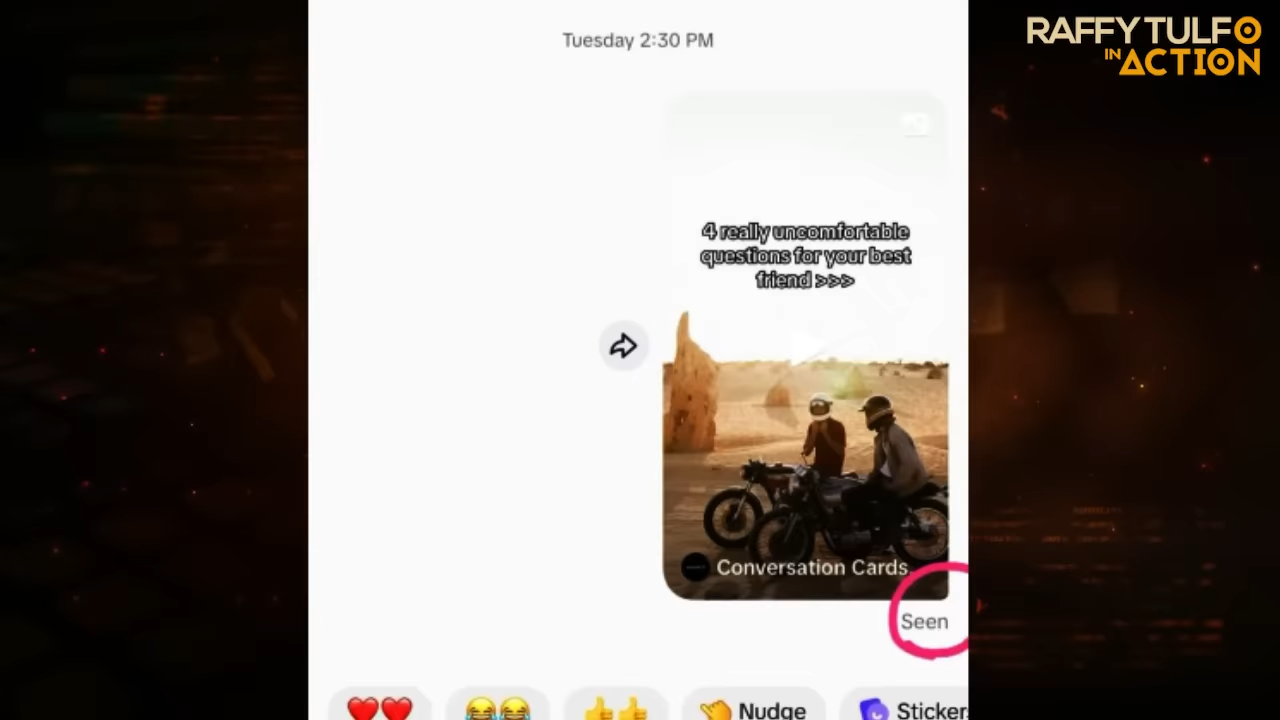 RAFFY TULFO
IN ACTION
Tuesday 2:30 PM
4 really uncomfortable
questions for your best
friend >>>
Conversation Cards
Seen
Nudge
Stickers